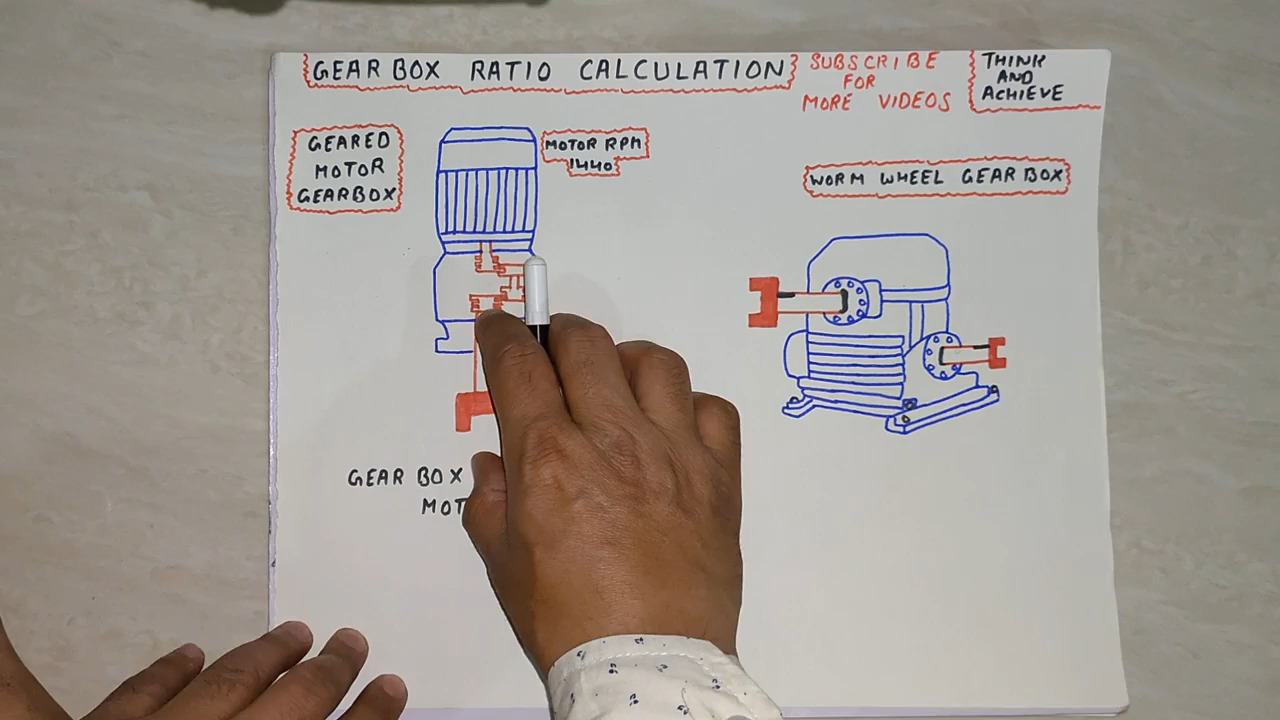 GEAR BOX RATIO CALCULATION
SUBSCRIBE
FOR
MORE VIDEOS
THINK
AND
ACHIEVE
GEARED
MOTOR
GEARBOX
MOTOR RPM
1440
WORM WHEEL GEAR BOX
GEAR BOX
MOT